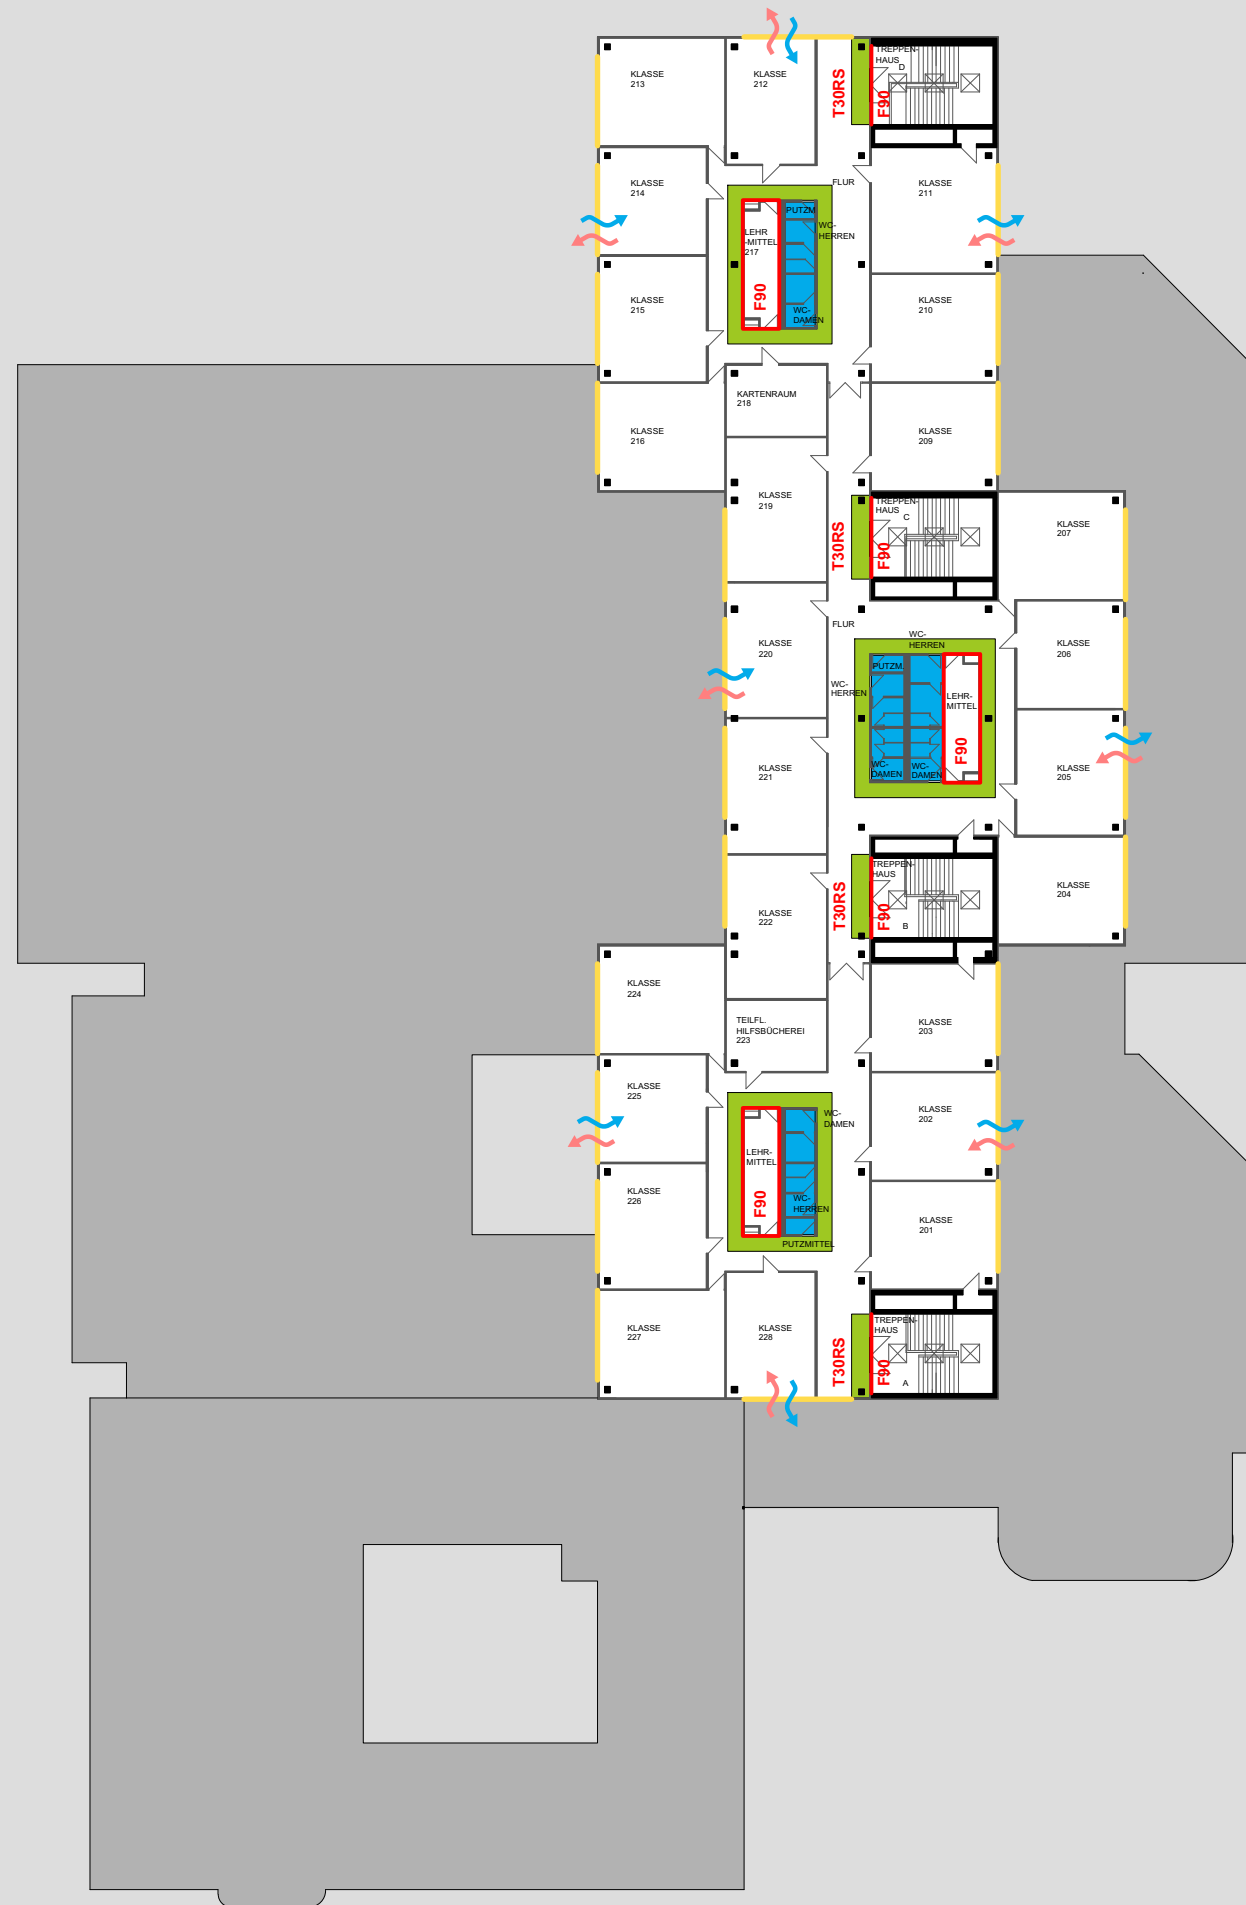 KLASSE
213
KLASSE
212
T30RS
TREPPEN-
HAUS
D
F90
KLASSE
214
FLUR
KLASSE
211
PUTZM.
LEHR
-MITTEL
217
WC-
HERREN
F90
WC-
DAMEN
KLASSE
215
KLASSE
210
KARTENRAUM
218
KLASSE
216
KLASSE
209
KLASSE
219
T30RS
TREPPEN-
HAUS
C
F90
KLASSE
207
FLUR
KLASSE
220
WC-
HERREN
KLASSE
206
PUTZM.
WC-
HERREN
LEHR-
MITTEL
F90
WC-
DAMEN
WC-
DAMEN
KLASSE
221
KLASSE
205
T30RS
TREPPEN-
HAUS
F90
B
KLASSE
204
KLASSE
222
KLASSE
224
TEILFL.
HILFSBÜCHEREI
223
KLASSE
203
KLASSE
225
WC-
DAMEN
KLASSE
202
LEHR-
MITTEL
F90
WC-
HERREN
PUTZMITTEL
KLASSE
226
KLASSE
201
KLASSE
227
KLASSE
228
T30RS
TREPPEN-
HAUS
F90
A